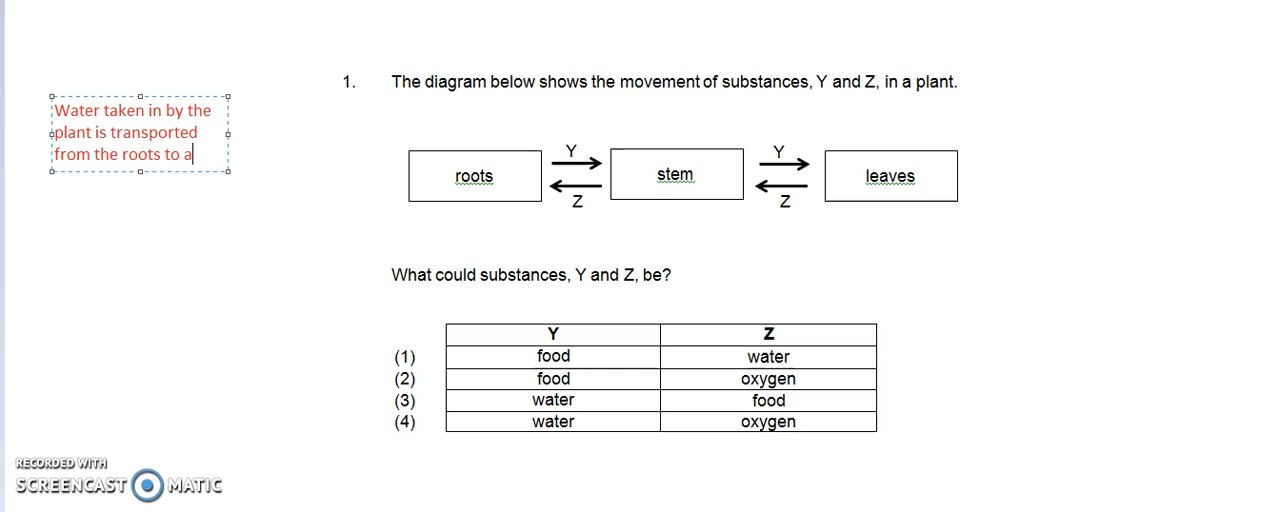 1. The diagram below shows the movement of substances, Y and Z, in a plant.
Water taken in by the
plant is transported
from the roots to a
Y Y
roots stem leaves
Z Z
What could substances, Y and Z, be?
Y Z
(1) food water
(2) food oxygen
(3) water food
(4) water oxygen
RECORDED WITH
SCREENCAST MATIC